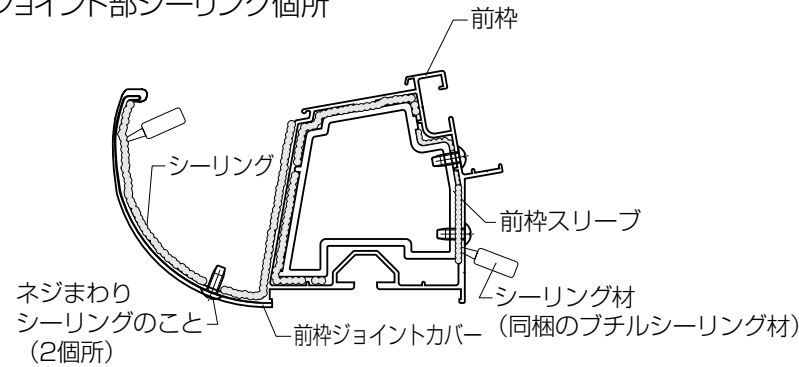 ジョイント部シーリング個所
前枠
シーリング
前枠スリーブ
ネジまわり
シーリングのこと
（2個所）
前枠ジョイントカバー
シーリング材
（同梱のブチルシーリング材）